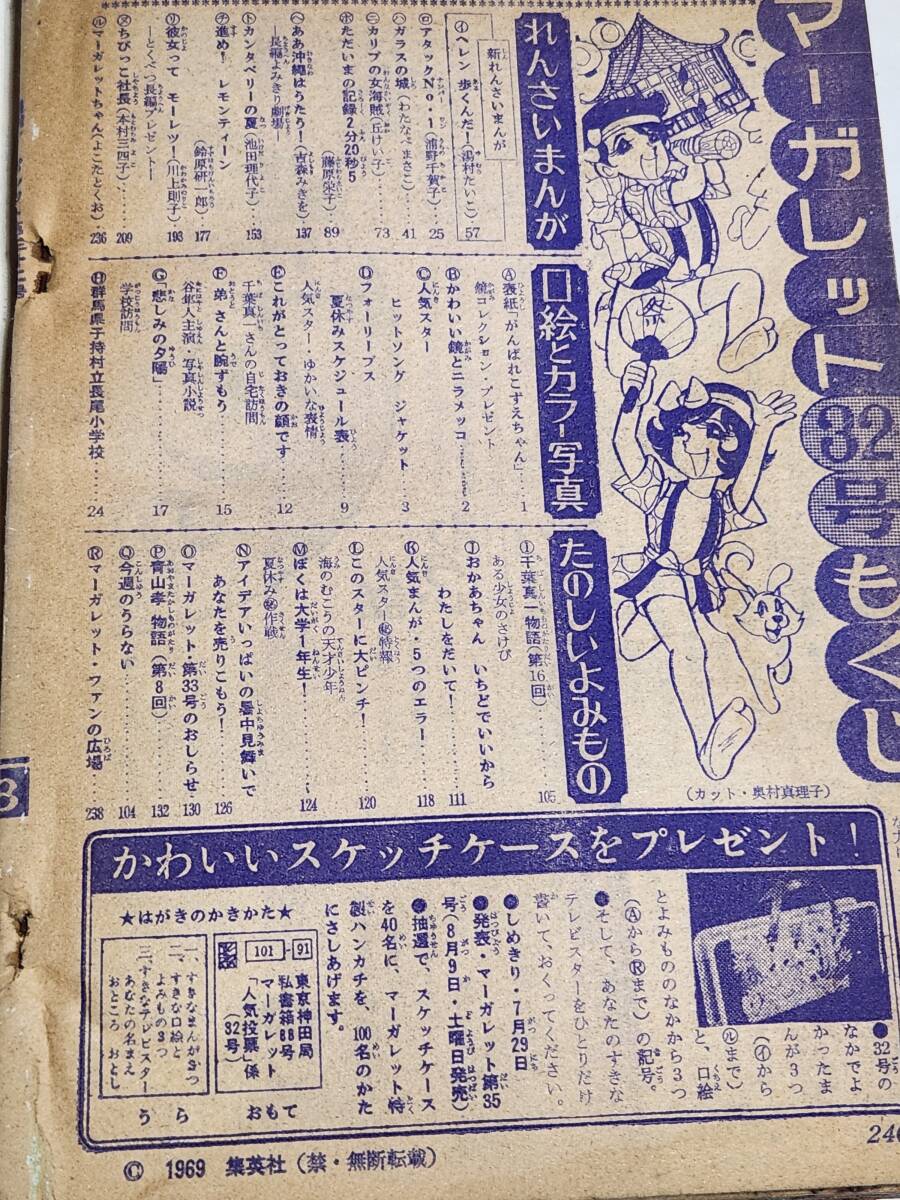 マーガレット32号もくじ
祭
(カット・奥村真理子)
れんさいまんが
新れんさいまんが
㋑ヘレン 歩くんだ!(湯村たいこ) 57
㋺アタックNo.1(浦野千賀子) 25
㋩ガラスの城(わたなべまさこ) 41
㋥カリブの女海賊(丘けい子) 73
㋭ただいまの記録2分20秒5
(藤原栄子) 89
㋬ああ沖縄はうたう!(吉森みきを) 137
―長編よみきり劇場―
㋣カンタベリーの夏(池田理代子) 153
㋠進め! レモンティーン
(鈴原研一郎) 177
㋷彼女って モーレツ!(川上則子) 193
―とくべつ長編プレゼント―
㋦ちびっこ社長(本村三四子) 209
㋸マーガレットちゃん(よこたとくお) 236
口絵とカラー写真
Ⓐ表紙「がんばれこずえちゃん」 1
鏡コレクション・プレゼント
Ⓑかわいい鏡とニラメッコ 2
Ⓒ人気スター
ヒットソング ジャケット 3
Ⓓフォーリーブス
夏休みスケジュール表 9
人気スター・ゆかいな表情
Ⓔこれがとっておきの顔です 12
千葉真一さんの自宅訪問
Ⓕ弟さんと腕ずもう 15
谷隼人主演・写真小説
Ⓖ「悲しみの夕陽」 17
学校訪問
Ⓗ群馬県子持村立長尾小学校 24
たのしいよみもの
Ⓘ千葉真一物語(第16回) 105
ある少女のさけび
Ⓙおかあちゃん いちどでいいから
わたしをだいて! 111
Ⓚ人気まんが・5つのエラー 118
人気スター㊙特報
Ⓛこのスターに大ピンチ! 120
海のむこうの天才少年
Ⓜぼくは大学1年生! 124
夏休み㊙作戦
Ⓝアイデアいっぱいの暑中見舞いで
あなたを売りこもう! 126
Ⓞマーガレット・第33号のおしらせ 130
Ⓟ青山孝物語(第8回) 132
Ⓠ今週のうらない 104
Ⓡマーガレット・ファンの広場 238
かわいいスケッチケースをプレゼント!
●32号の
なかでよ
かったま
んが3つ
(㋑から
㋸まで)
と、口絵
とよみもののなかから3つ
(ⒶからⓇまで)の記号。
●そして、あなたのすきな
テレビスターをひとりだけ
書いて、おくってください。
●しめきり・7月29日
●発表・マーガレット第35
号(8月9日・土曜日発売)
●抽選で、スケッチケース
を40名に、マーガレット特
製ハンカチを、100名のかた
にさしあげます。
★はがきのかきかた★
101-91
東京神田局
私書箱88号
マーガレット
「人気投票」係
(32号)
おもて
一、すきなまんが3つ
二、すきな口絵と
よみもの3つ
三、すきなテレビスター
あなたの名まえ
おところ おとし
うら
246
© 1969 集英社(禁・無断転載)